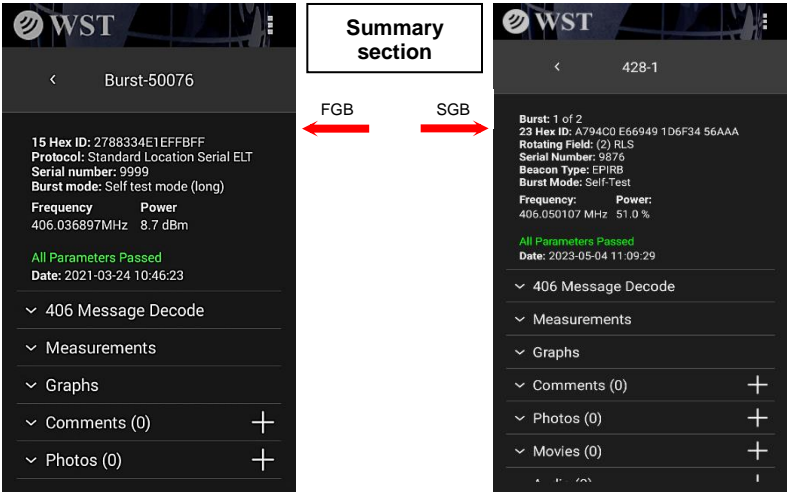 WST
Burst-50076
15 Hex ID: 2788334E1EFFBFF
Protocol: Standard Location Serial ELT
Serial number: 9999
Burst mode: Self test mode (long)
Frequency Power
406.036897MHz 8.7 dBm
All Parameters Passed
Date: 2021-03-24 10:46:23
406 Message Decode
Measurements
Graphs
Comments (0)
Photos (0)
Summary
section
FGB SGB
WST
428-1
Burst: 1 of 2
23 Hex ID: A794C0 E66949 1D6F34 56AAA
Rotating Field: (2) RLS
Serial Number: 9876
Beacon Type: EPIRB
Burst Mode: Self-Test
Frequency: Power:
406.050107 MHz 51.0 %
All Parameters Passed
Date: 2023-05-04 11:09:29
406 Message Decode
Measurements
Graphs
Comments (0)
Photos (0)
Movies (0)